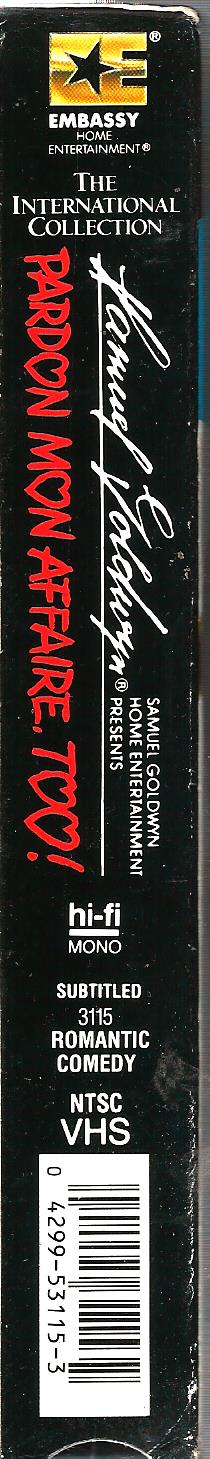 E®
EMBASSY
HOME
ENTERTAINMENT®
THE
INTERNATIONAL
COLLECTION
Samuel Goldwyn®
SAMUEL GOLDWYN
HOME ENTERTAINMENT
PRESENTS
PARDON MON AFFAIRE, TOO!
hi-fi
MONO
SUBTITLED
3115
ROMANTIC
COMEDY
NTSC
VHS
0 4299-53115-3